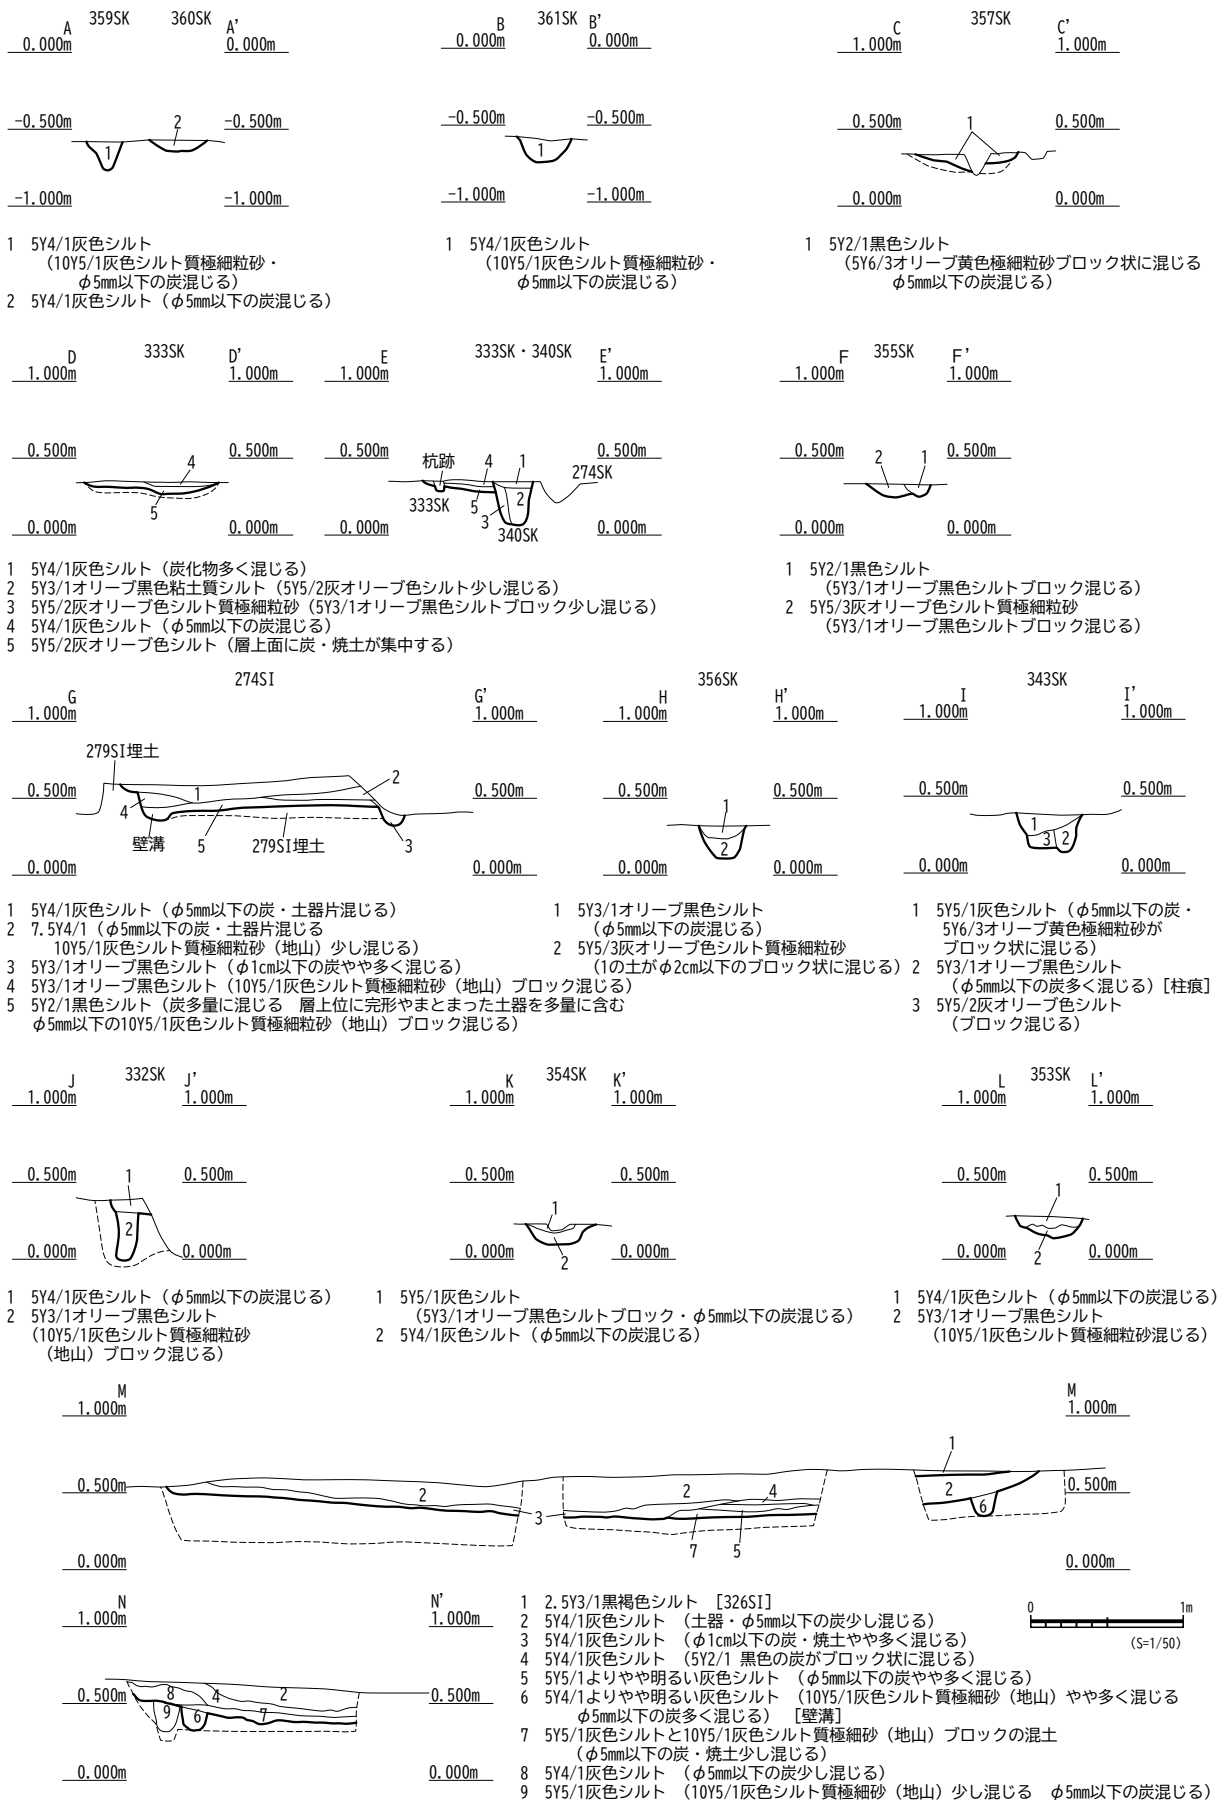 359SK 360SK
A A'
0.000m 0.000m
-0.500m -0.500m
2
1
-1.000m -1.000m
1 5Y4/1灰色シルト
（10Y5/1灰色シルト質極細粒砂・
φ5mm以下の炭混じる）
2 5Y4/1灰色シルト（φ5mm以下の炭混じる）
361SK
B B'
0.000m 0.000m
-0.500m -0.500m
1
-1.000m -1.000m
1 5Y4/1灰色シルト
（10Y5/1灰色シルト質極細粒砂・
φ5mm以下の炭混じる）
357SK
C C'
1.000m 1.000m
0.500m 0.500m
1
0.000m 0.000m
1 5Y2/1黒色シルト
（5Y6/3オリーブ黄色極細粒砂ブロック状に混じる
φ5mm以下の炭混じる）
333SK
D D'
1.000m 1.000m
0.500m 0.500m
4
5
0.000m 0.000m
333SK・340SK
E E'
1.000m 1.000m
0.500m 0.500m
杭跡 4 1 274SK
333SK 5 2
3
340SK
0.000m 0.000m
355SK
F F'
1.000m 1.000m
0.500m 0.500m
2 1
0.000m 0.000m
1 5Y4/1灰色シルト（炭化物多く混じる）
2 5Y3/1オリーブ黒色粘土質シルト（5Y5/2灰オリーブ色シルト少し混じる）
3 5Y5/2灰オリーブ色シルト質極細粒砂（5Y3/1オリーブ黒色シルトブロック少し混じる）
4 5Y4/1灰色シルト（φ5mm以下の炭混じる）
5 5Y5/2灰オリーブ色シルト（層上面に炭・焼土が集中する）
1 5Y2/1黒色シルト
（5Y3/1オリーブ黒色シルトブロック混じる）
2 5Y5/3灰オリーブ色シルト質極細粒砂
（5Y3/1オリーブ黒色シルトブロック混じる）
274SI
G G'
1.000m 1.000m
279SI埋土
0.500m 0.500m
1 2
4
壁溝 5 279SI埋土 3
0.000m 0.000m
356SK
H H'
1.000m 1.000m
0.500m 0.500m
1
2
0.000m 0.000m
343SK
I I'
1.000m 1.000m
0.500m 0.500m
1
3 2
0.000m 0.000m
1 5Y4/1灰色シルト（φ5mm以下の炭・土器片混じる）
2 7.5Y4/1（φ5mm以下の炭・土器片混じる
10Y5/1灰色シルト質極細粒砂（地山）少し混じる）
3 5Y3/1オリーブ黒色シルト（φ1cm以下の炭やや多く混じる）
4 5Y3/1オリーブ黒色シルト（10Y5/1灰色シルト質極細粒砂（地山）ブロック混じる）
5 5Y2/1黒色シルト（炭多量に混じる 層上位に完形やまとまった土器を多量に含む
φ5mm以下の10Y5/1灰色シルト質極細粒砂（地山）ブロック混じる）
1 5Y3/1オリーブ黒色シルト
（φ5mm以下の炭混じる）
2 5Y5/3灰オリーブ色シルト質極細粒砂
（1の土がφ2cm以下のブロック状に混じる）
1 5Y5/1灰色シルト（φ5mm以下の炭・
5Y6/3オリーブ黄色極細粒砂が
ブロック状に混じる）
2 5Y3/1オリーブ黒色シルト
（φ5mm以下の炭多く混じる）[柱痕]
3 5Y5/2灰オリーブ色シルト
（ブロック混じる）
332SK
J J'
1.000m 1.000m
0.500m 0.500m
1
2
0.000m 0.000m
354SK
K K'
1.000m 1.000m
0.500m 0.500m
1
2
0.000m 0.000m
353SK
L L'
1.000m 1.000m
0.500m 0.500m
1
2
0.000m 0.000m
1 5Y4/1灰色シルト（φ5mm以下の炭混じる）
2 5Y3/1オリーブ黒色シルト
（10Y5/1灰色シルト質極細粒砂
（地山）ブロック混じる）
1 5Y5/1灰色シルト
（5Y3/1オリーブ黒色シルトブロック・φ5mm以下の炭混じる）
2 5Y4/1灰色シルト（φ5mm以下の炭混じる）
1 5Y4/1灰色シルト（φ5mm以下の炭混じる）
2 5Y3/1オリーブ黒色シルト
（10Y5/1灰色シルト質極細粒砂混じる）
M M
1.000m 1.000m
1
0.500m 2 2 4 2 0.500m
3 6
7 5
0.000m 0.000m
N N'
1.000m 1.000m
8 4 2
0.500m 0.500m
9 6 7
0.000m 0.000m
1 2.5Y3/1黒褐色シルト [326SI]
2 5Y4/1灰色シルト （土器・φ5mm以下の炭少し混じる）
3 5Y4/1灰色シルト （φ1cm以下の炭・焼土やや多く混じる）
4 5Y4/1灰色シルト （5Y2/1 黒色の炭がブロック状に混じる）
5 5Y5/1よりやや明るい灰色シルト （φ5mm以下の炭やや多く混じる）
6 5Y4/1よりやや明るい灰色シルト （10Y5/1灰色シルト質極細砂（地山）やや多く混じる
φ5mm以下の炭多く混じる） [壁溝]
7 5Y5/1灰色シルトと10Y5/1灰色シルト質極細砂（地山）ブロックの混土
（φ5mm以下の炭・焼土少し混じる）
8 5Y4/1灰色シルト （φ5mm以下の炭少し混じる）
9 5Y5/1灰色シルト （10Y5/1灰色シルト質極細砂（地山）少し混じる φ5mm以下の炭混じる）
0 1m
(S=1/50)